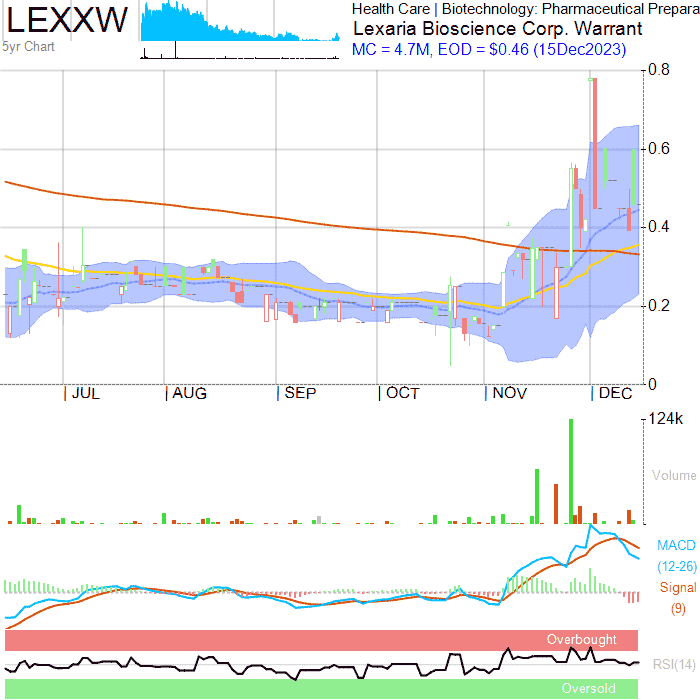 LEXXW
5yr Chart
Health Care | Biotechnology: Pharmaceutical Prepara
Lexaria Bioscience Corp. Warrant
MC = 4.7M, EOD = $0.46 (15Dec2023)
0.8
0.6
0.4
0.2
0
JUL AUG SEP OCT NOV DEC
124k
Volume
MACD
(12-26)
Signal
(9)
Overbought
RSI(14)
Oversold